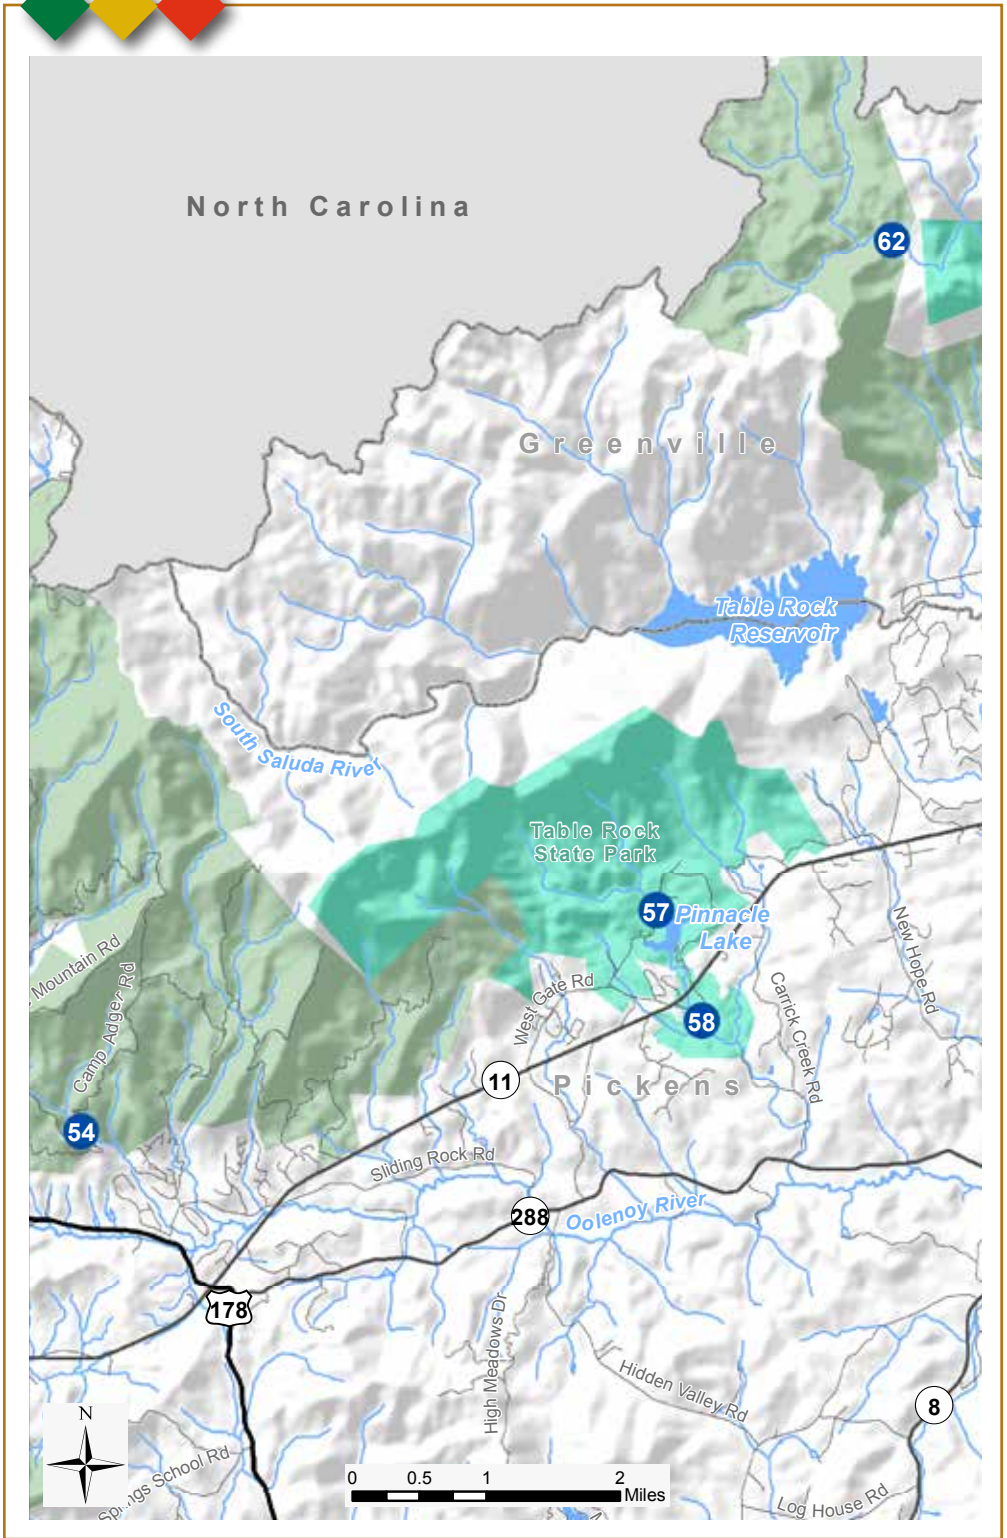 North Carolina
62
Greenville
Table Rock
Reservoir
South Saluda River
Table Rock
State Park
57
Pinnacle
Lake
New Hope Rd
Mountain Rd
Camp Adger Rd
West Gate Rd
Carrick Creek Rd
58
11
Pickens
54
Sliding Rock Rd
288
Oolenoy River
178
High Meadows Dr
Hidden Valley Rd
8
N
Springs School Rd
0 0.5 1 2
Miles
Log House Rd